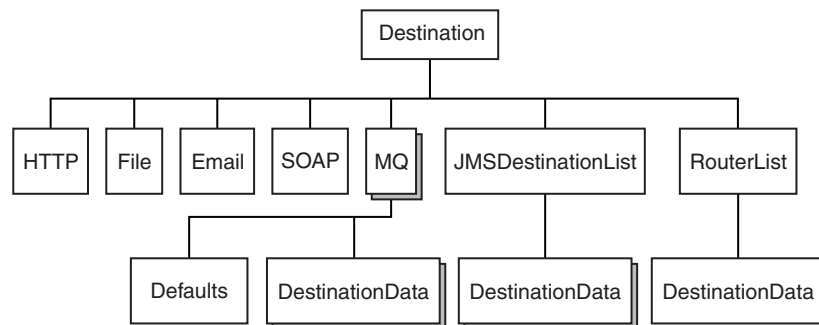 Destination
HTTP
File
Email
SOAP
MQ
JMSDestinationList
RouterList
Defaults
DestinationData
DestinationData
DestinationData